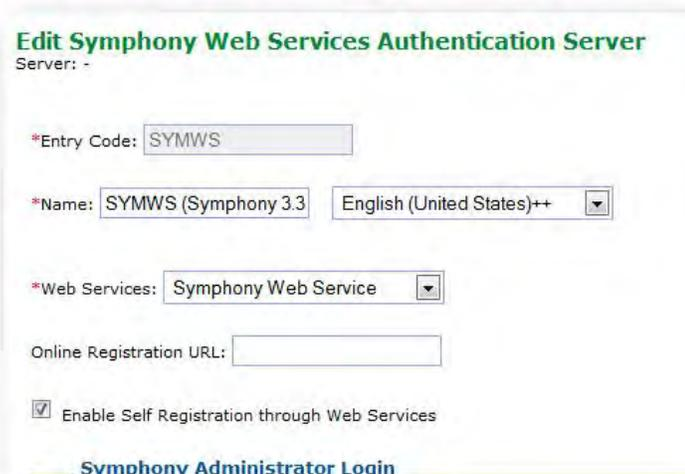 Edit Symphony Web Services Authentication Server
Server: -
*Entry Code: SYMWS
*Name: SYMWS (Symphony 3.3 English (United States)++
*Web Services: Symphony Web Service
Online Registration URL:
Enable Self Registration through Web Services
Symphony Administrator Login